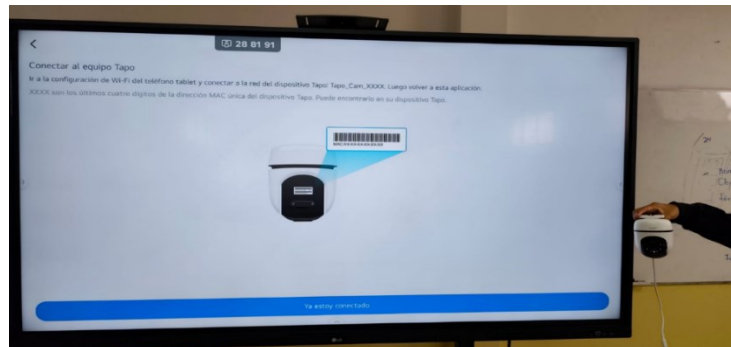 28 81 91
Conectar al equipo Tapo
Ir a la configuración de Wi-Fi del teléfono tablet y conectar a la red del dispositivo Tapo: Tapo_Cam_XXXX. Luego volver a esta aplicación
XXXX son los últimos cuatro dígitos de la dirección MAC única del dispositivo Tapo. Puede encontrarlo en su dispositivo Tapo.
Ya estoy conectado
LG